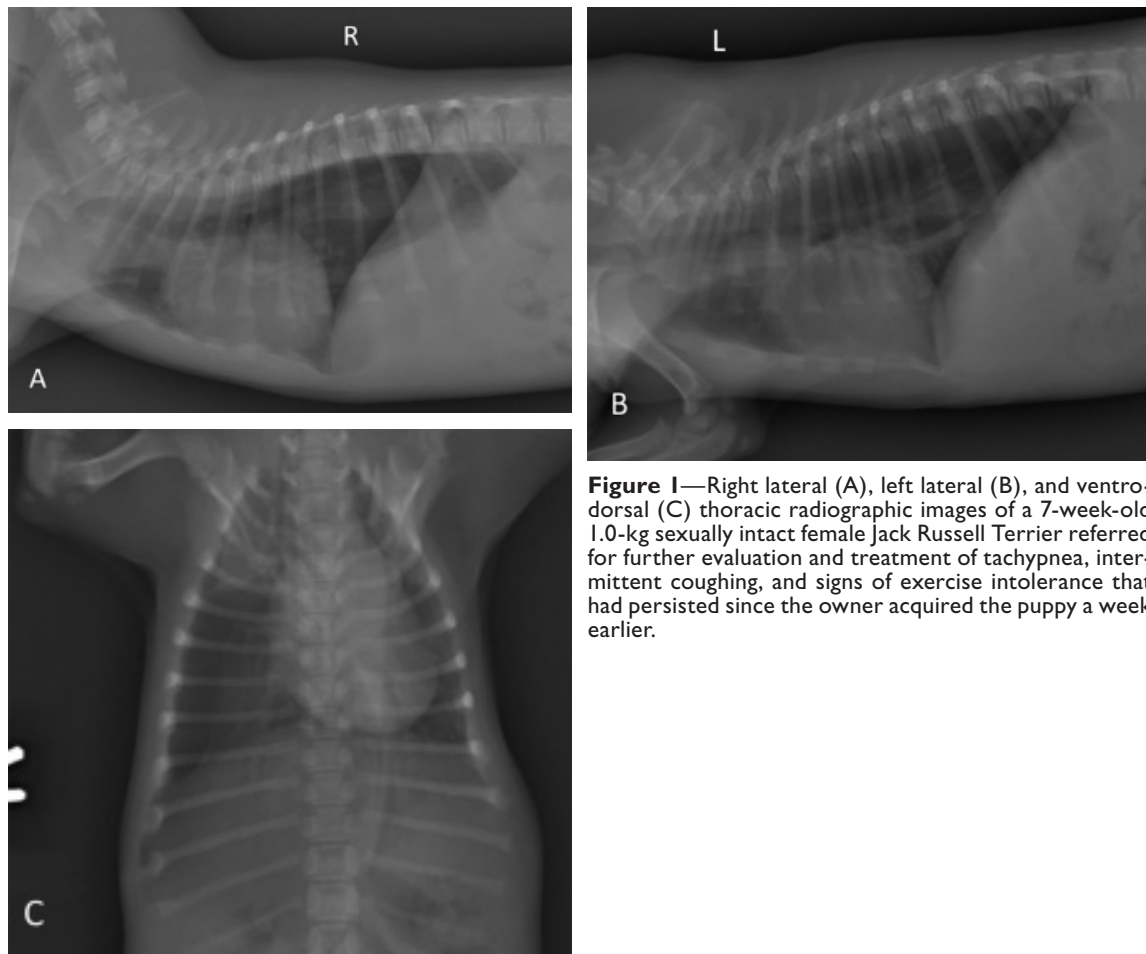 R
A
L
B
C
Figure 1—Right lateral (A), left lateral (B), and ventro-
dorsal (C) thoracic radiographic images of a 7-week-old
1.0-kg sexually intact female Jack Russell Terrier referred
for further evaluation and treatment of tachypnea, inter-
mittent coughing, and signs of exercise intolerance that
had persisted since the owner acquired the puppy a week
earlier.